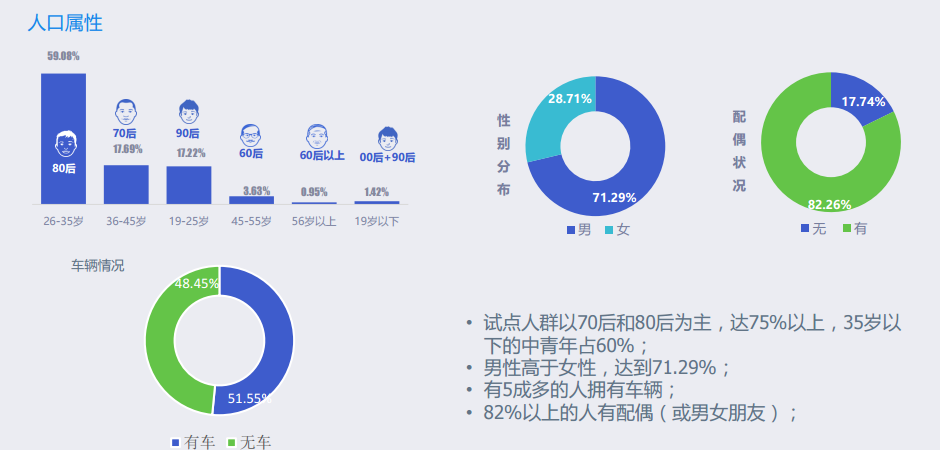 人口属性
59.08%
80后
70后
17.69%
90后
17.22%
60后
3.63%
60后以上
0.95%
00后+90后
1.42%
26-35岁 36-45岁 19-25岁 45-55岁 56岁以上 19岁以下
性别分布
28.71%
71.29%
男 女
配偶状况
17.74%
82.26%
无 有
车辆情况
48.45%
51.55%
有车 无车
• 试点人群以70后和80后为主，达75%以上，35岁以
下的中青年占60%；
• 男性高于女性，达到71.29%；
• 有5成多的人拥有车辆；
• 82%以上的人有配偶（或男女朋友）；